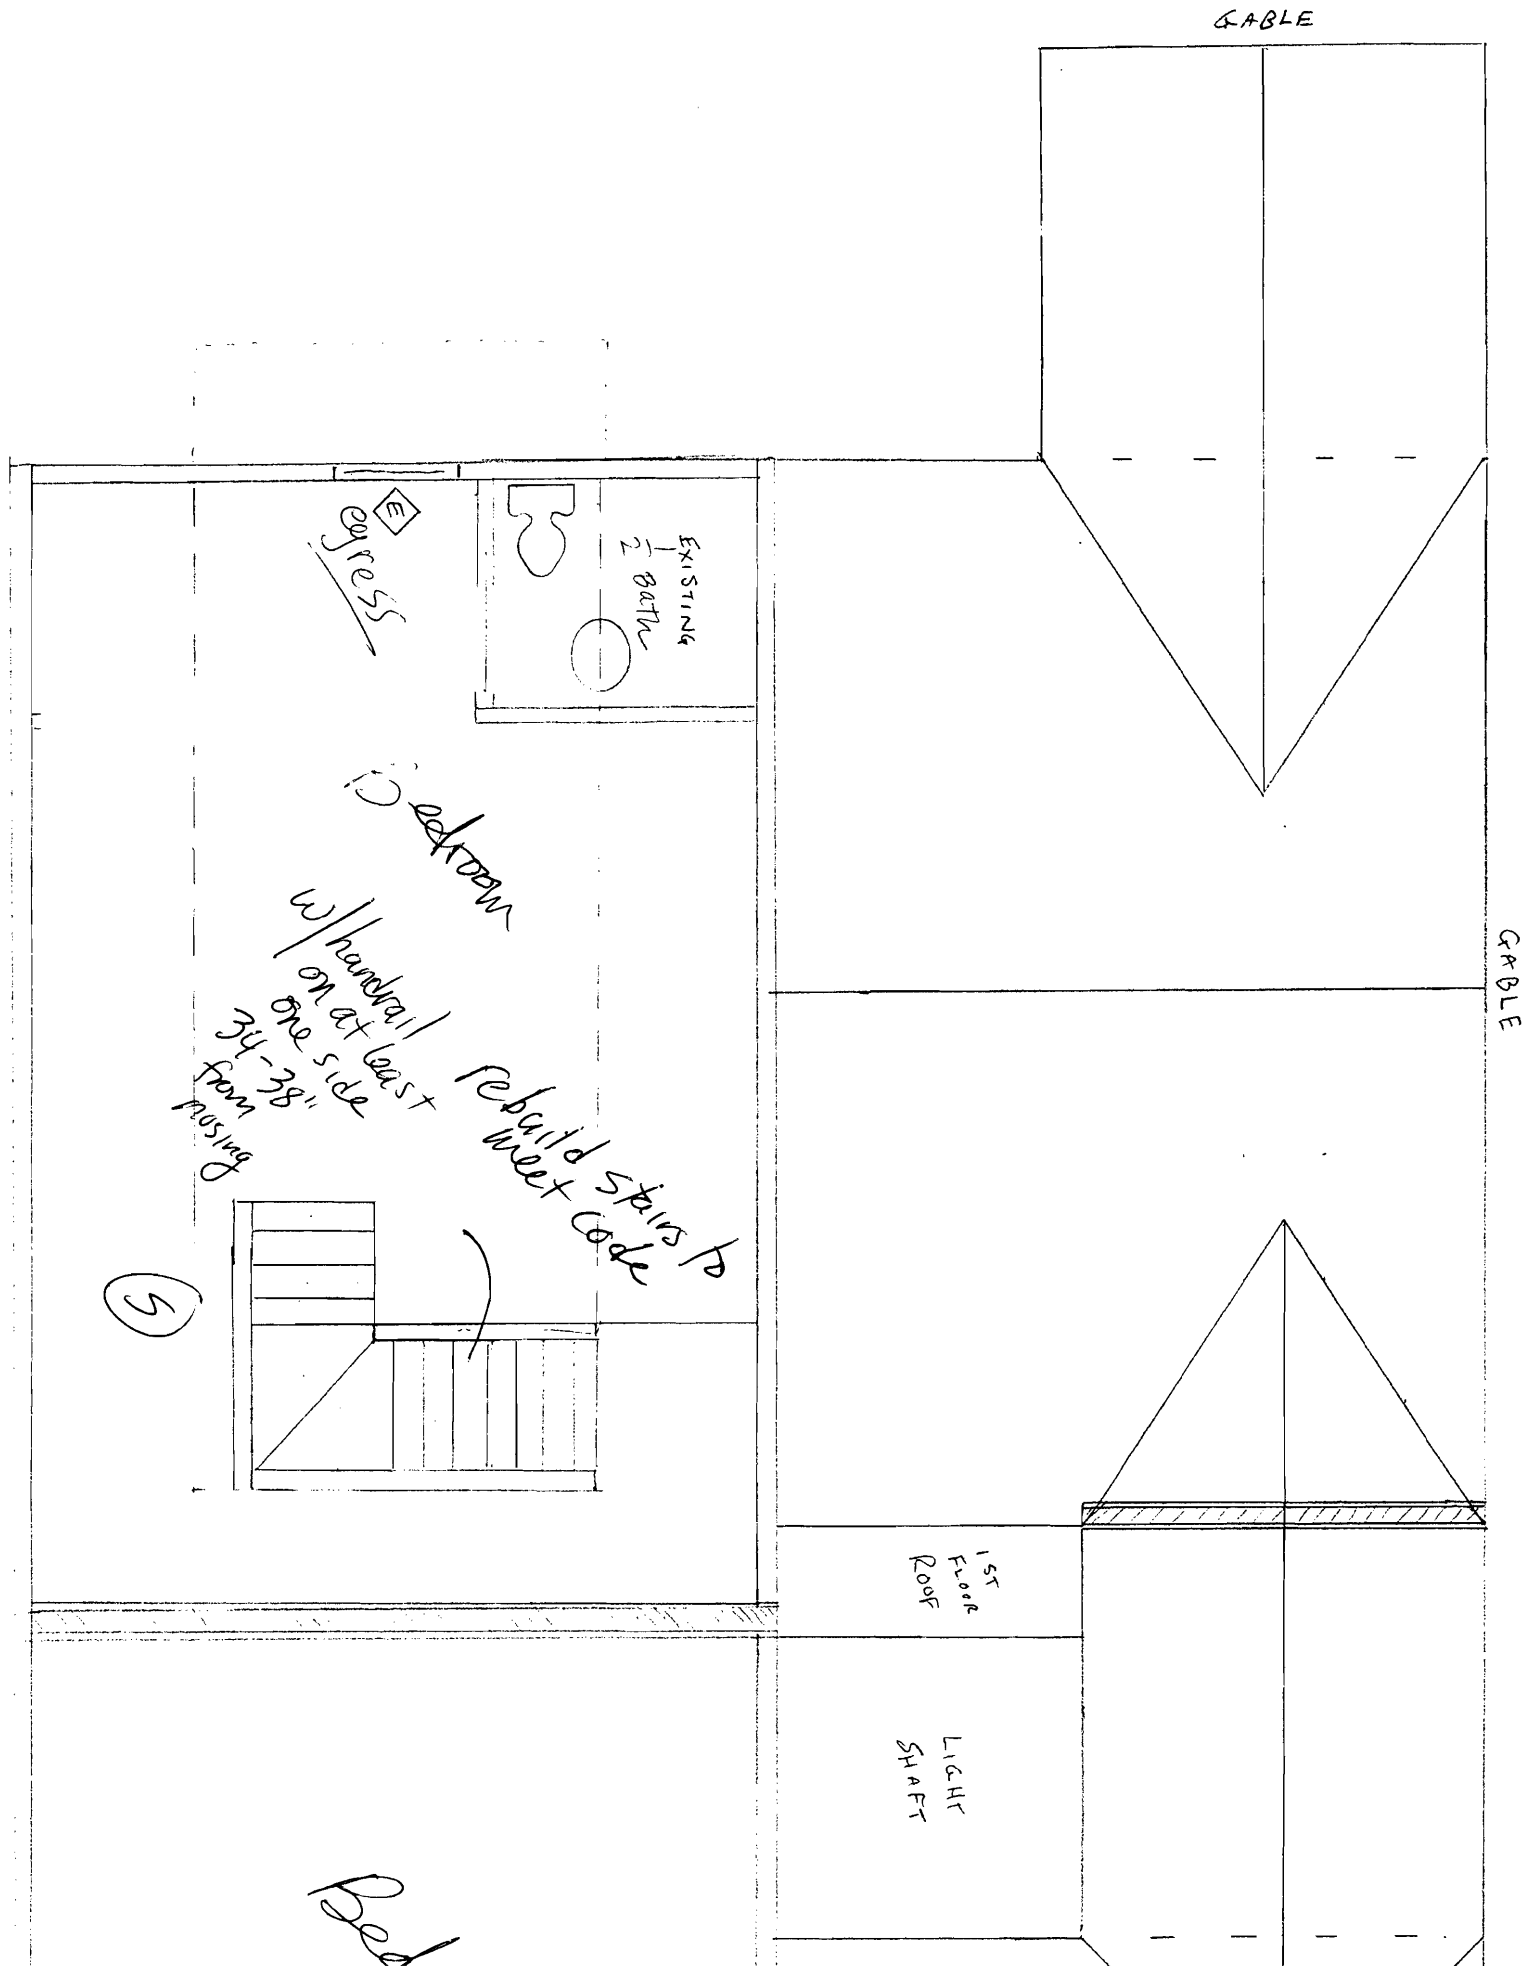 GABLE
E
egress
EXISTING
1/2 Bath
Bedroom
w/handrail
on at least
one side
34-38"
from
nosing
rebuild stairs to
meet code
GABLE
S
1ST
FLOOR
ROOF
LIGHT
SHAFT
Bed